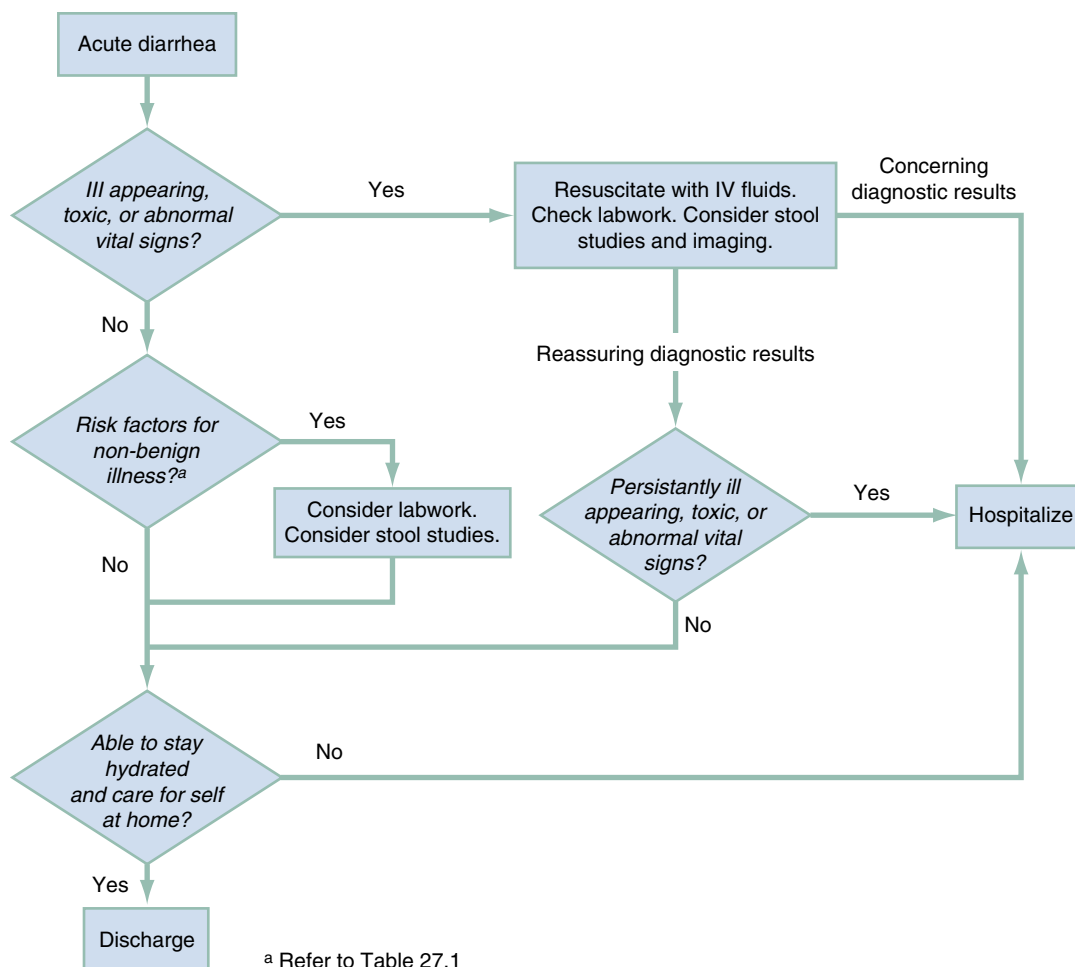 Acute diarrhea
III appearing,
toxic, or abnormal
vital signs?
Yes
Resuscitate with IV fluids.
Check labwork. Consider stool
studies and imaging.
Concerning
diagnostic results
No
Reassuring diagnostic results
Risk factors for
non-benign
illness?a
Yes
Consider labwork.
Consider stool studies.
Persistantly ill
appearing, toxic, or
abnormal vital
signs?
Yes
Hospitalize
No
No
Able to stay
hydrated
and care for self
at home?
No
Yes
Discharge
a Refer to Table 27.1